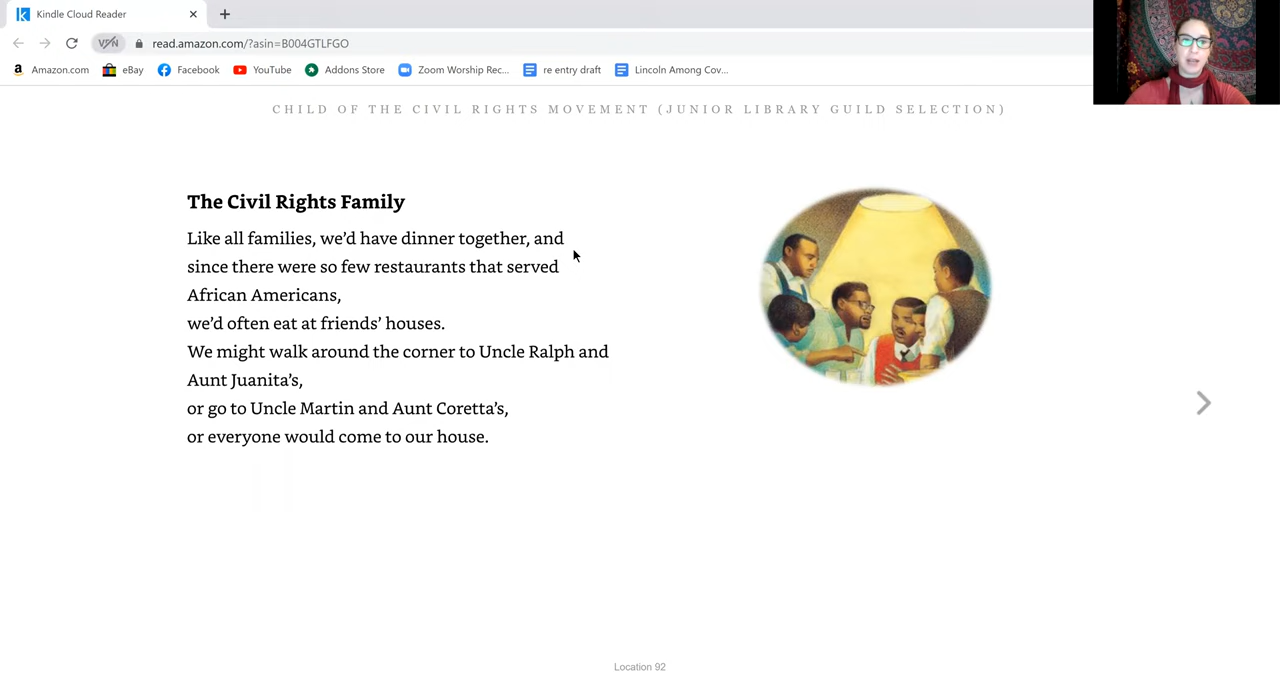 Kindle Cloud Reader
VPN
read.amazon.com/?asin=B004GTLFGO
Amazon.com
eBay
Facebook
YouTube
Addons Store
Zoom Worship Rec...
re entry draft
Lincoln Among Cov...
CHILD OF THE CIVIL RIGHTS MOVEMENT (JUNIOR LIBRARY GUILD SELECTION)
The Civil Rights Family
Like all families, we'd have dinner together, and
since there were so few restaurants that served
African Americans,
we'd often eat at friends' houses.
We might walk around the corner to Uncle Ralph and
Aunt Juanita's,
or go to Uncle Martin and Aunt Coretta's,
or everyone would come to our house.
Location 92